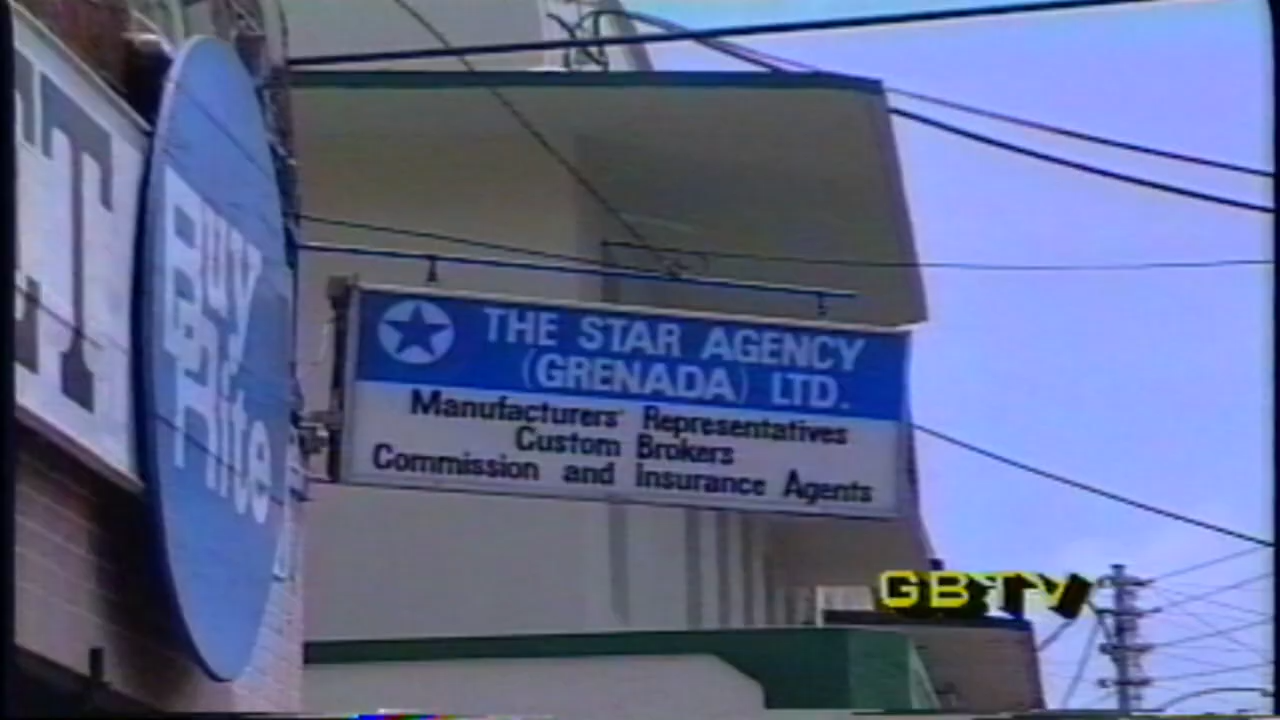 T
Buy
Rite
THE STAR AGENCY
(GRENADA) LTD.
Manufacturers' Representatives
Custom Brokers
Commission and Insurance Agents
GBTV